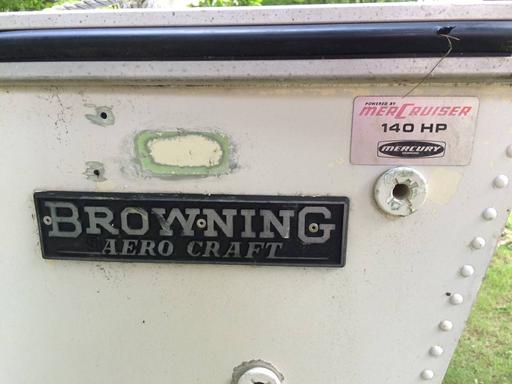 POWERED BY
MERCRUISER
140 HP
MERCURY
BROWNING
AERO CRAFT